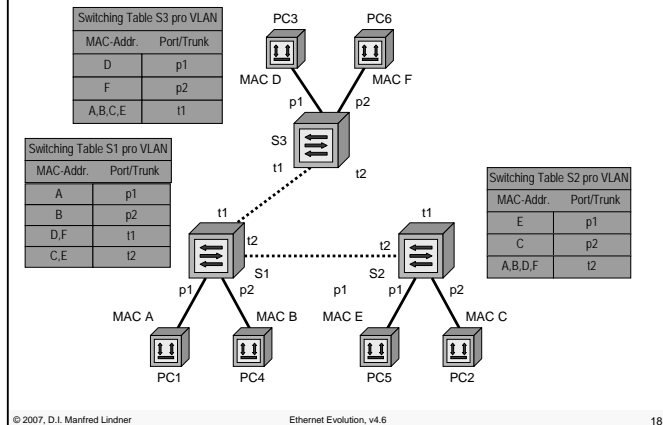 Switching Table S3 pro VLAN
MAC-Addr. Port/Trunk
D p1
F p2
A,B,C,E t1
PC3 PC6
MAC D MAC F
p1 p2
S3
t1 t2
Switching Table S1 pro VLAN
MAC-Addr. Port/Trunk
A p1
B p2
D,F t1
C,E t2
Switching Table S2 pro VLAN
MAC-Addr. Port/Trunk
E p1
C p2
A,B,D,F t2
t1 t1
t2 t2
S1 S2
p1 p2 p1 p1 p2
MAC A MAC B MAC E MAC C
PC1 PC4 PC5 PC2
© 2007, D.I. Manfred Lindner Ethernet Evolution, v4.6 18